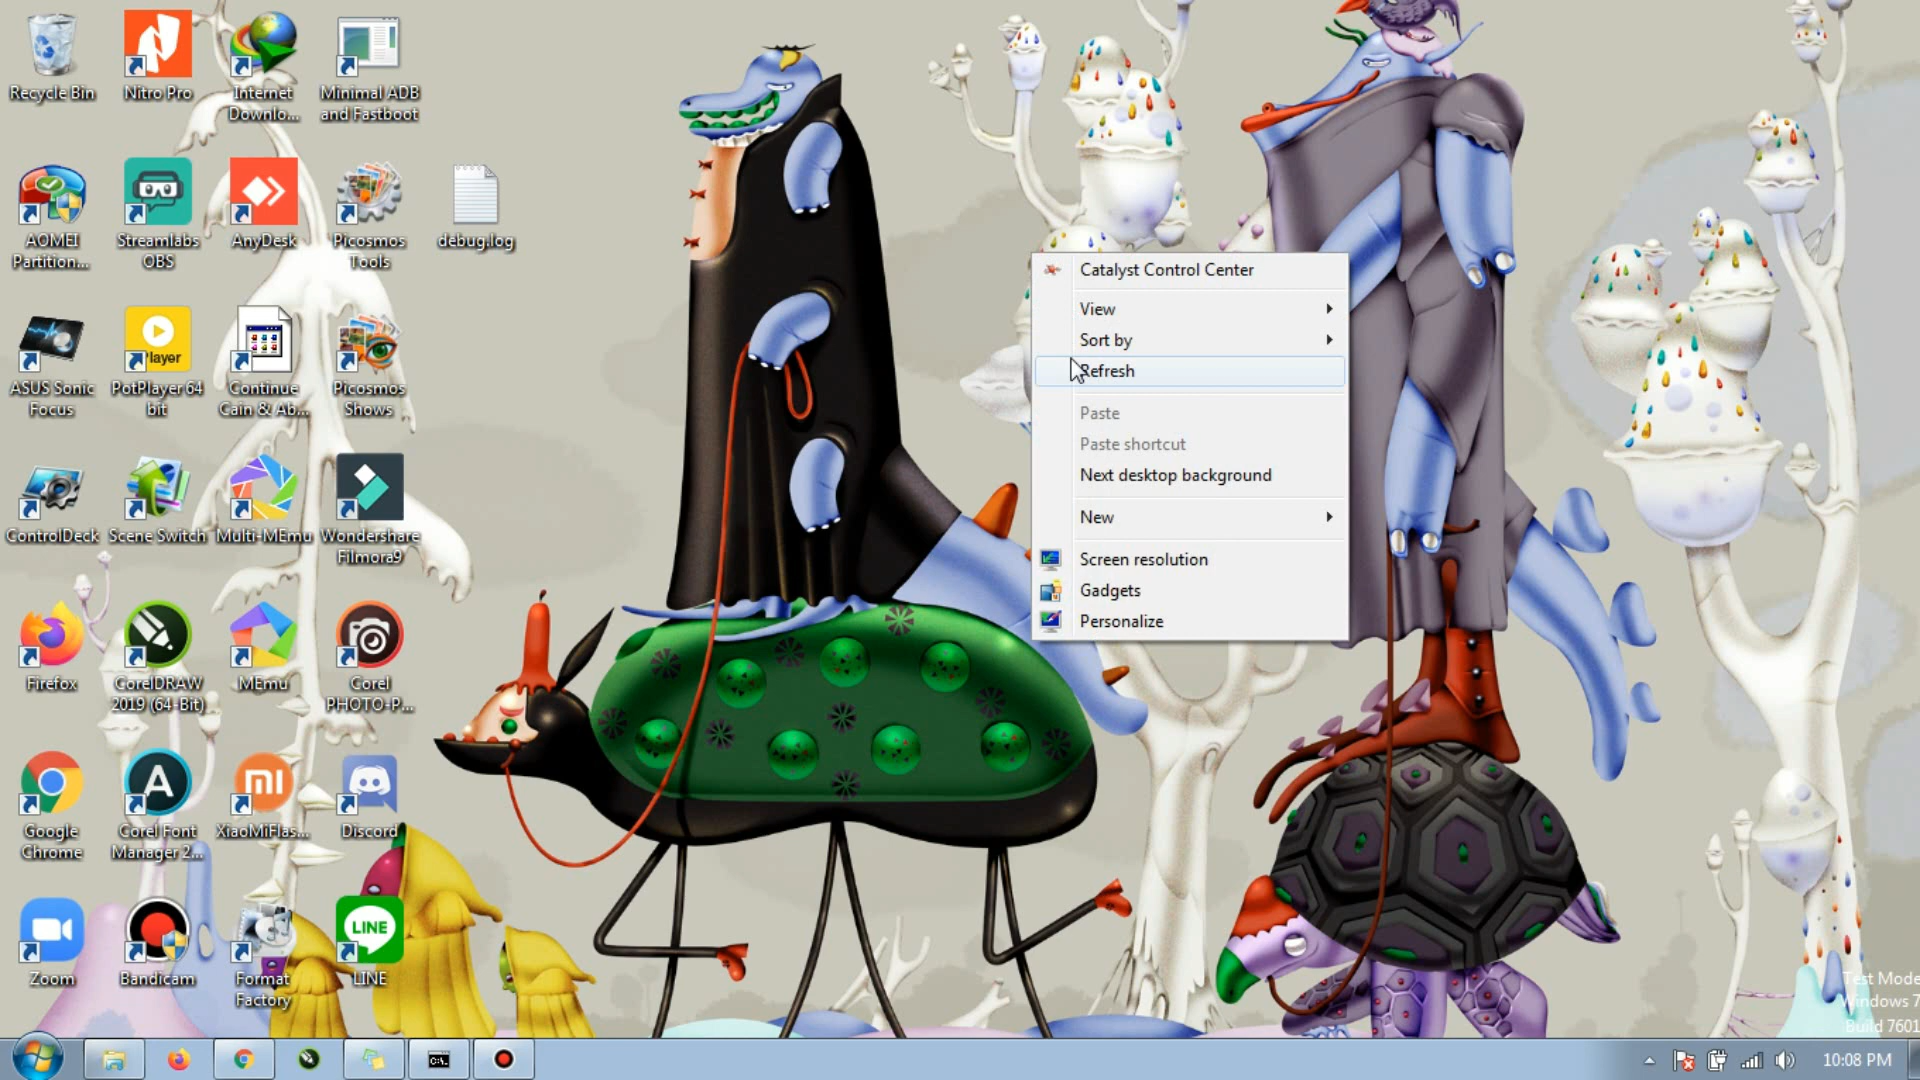 Recycle Bin
Nitro Pro
Internet
Downlo...
Minimal ADB
and Fastboot
AOMEI
Partition...
Streamlabs
OBS
AnyDesk
Picosmos
Tools
debug.log
ASUS Sonic
Focus
Player
PotPlayer 64
bit
Continue
Cain & Ab...
Picosmos
Shows
ControlDeck
Scene Switch
Multi-MEmu
Wondershare
Filmora9
Firefox
CorelDRAW
2019 (64-Bit)
MEmu
Corel
PHOTO-P...
Google
Chrome
A
Corel Font
Manager 2...
XiaoMiFlas...
Discord
Zoom
Bandicam
Format
Factory
LINE
LINE
Catalyst Control Center
View
Sort by
Refresh
Paste
Paste shortcut
Next desktop background
New
Screen resolution
Gadgets
Personalize
Test Mode
Windows 7
Build 7601
C:\.
10:08 PM